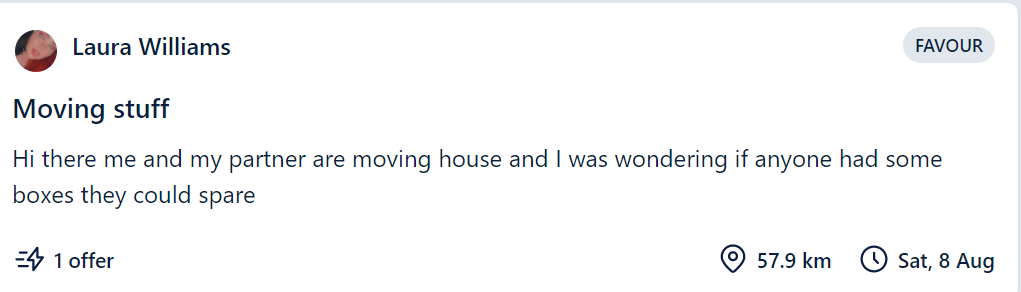 Laura Williams
FAVOUR
Moving stuff
Hi there me and my partner are moving house and I was wondering if anyone had some
boxes they could spare
1 offer
57.9 km
Sat, 8 Aug